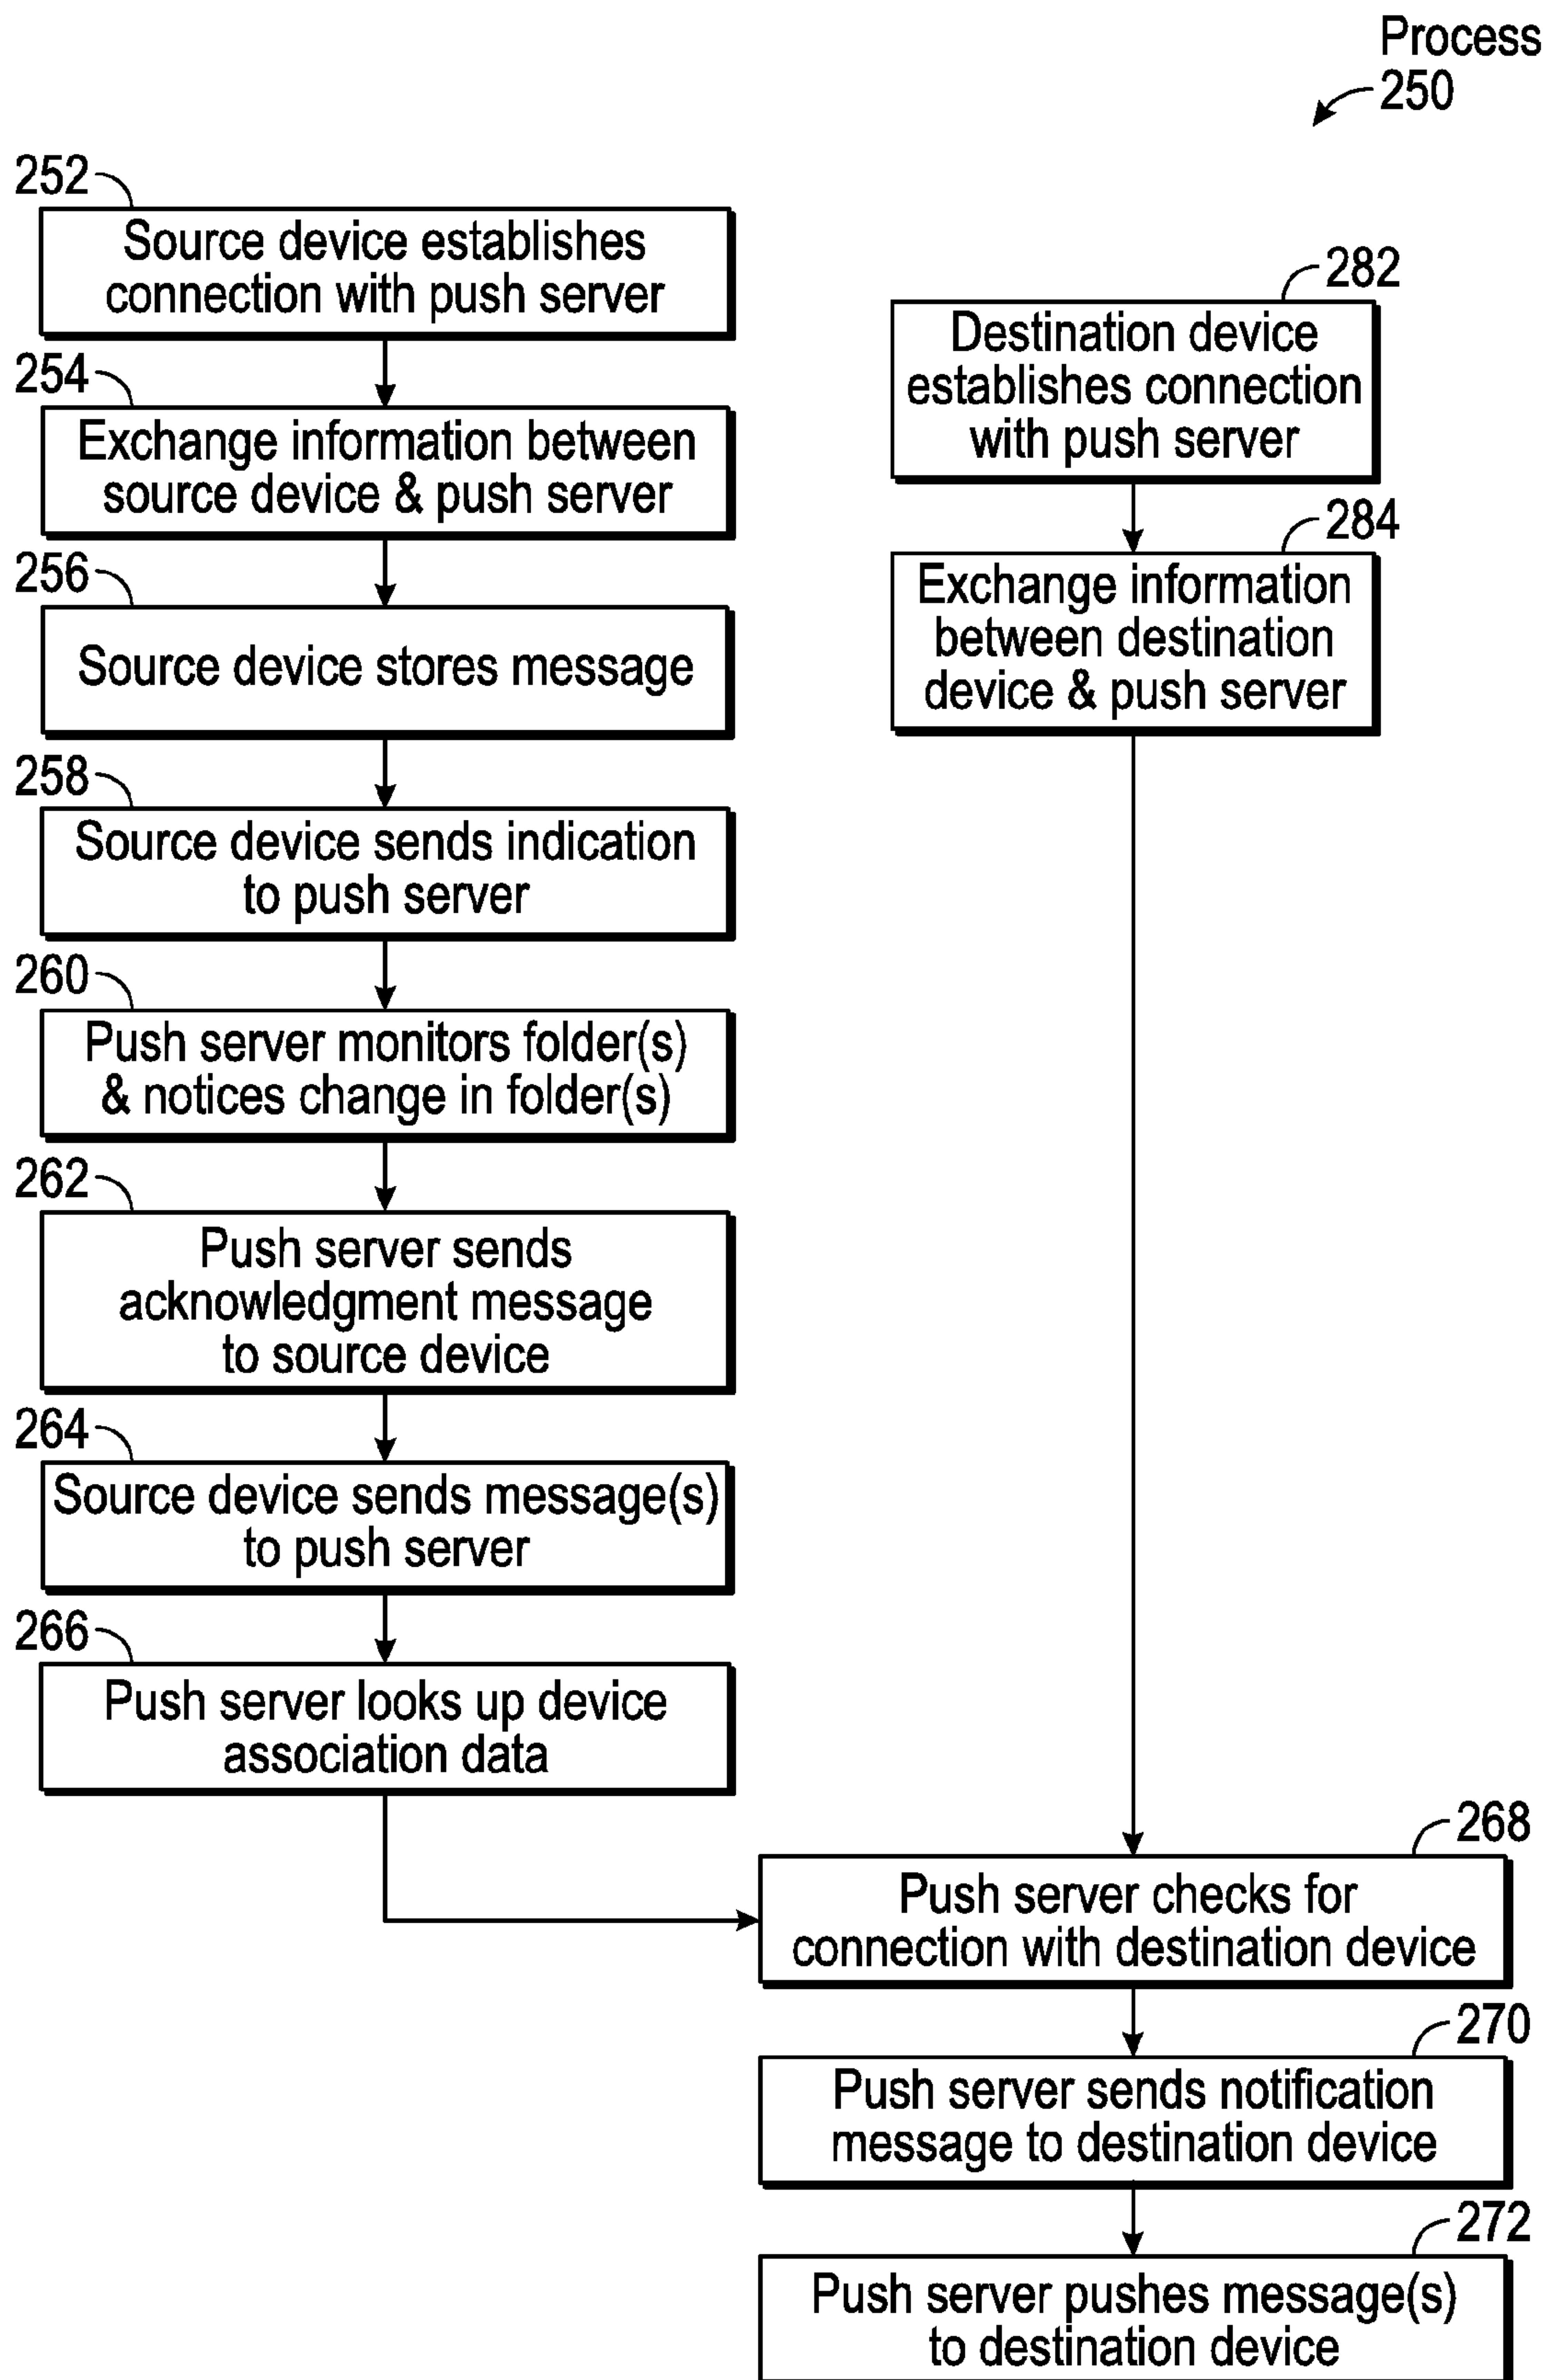 Process
250
252
Source device establishes
connection with push server
254
Exchange information between
source device & push server
256
Source device stores message
258
Source device sends indication
to push server
260
Push server monitors folder(s)
& notices change in folder(s)
262
Push server sends
acknowledgment message
to source device
264
Source device sends message(s)
to push server
266
Push server looks up device
association data
282
Destination device
establishes connection
with push server
284
Exchange information
between destination
device & push server
268
Push server checks for
connection with destination device
270
Push server sends notification
message to destination device
272
Push server pushes message(s)
to destination device